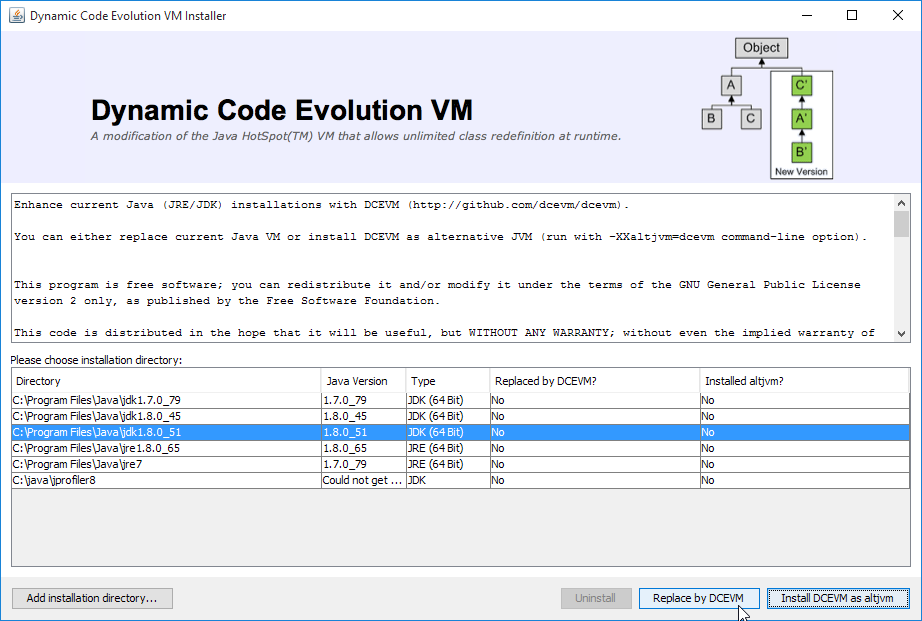 Dynamic Code Evolution VM Installer
Object
A
C'
B
C
A'
B'
New Version
Dynamic Code Evolution VM
A modification of the Java HotSpot(TM) VM that allows unlimited class redefinition at runtime.
Enhance current Java (JRE/JDK) installations with DCEVM (http://github.com/dcevm/dcevm).
You can either replace current Java VM or install DCEVM as alternative JVM (run with -XXaltjvm=dcevm command-line option).
This program is free software; you can redistribute it and/or modify it under the terms of the GNU General Public License
version 2 only, as published by the Free Software Foundation.
This code is distributed in the hope that it will be useful, but WITHOUT ANY WARRANTY; without even the implied warranty of
Please choose installation directory:
Directory Java Version Type Replaced by DCEVM? Installed altjvm?
C:\Program Files\Java\jdk1.7.0_79 1.7.0_79 JDK (64 Bit) No No
C:\Program Files\Java\jdk1.8.0_45 1.8.0_45 JDK (64 Bit) No No
C:\Program Files\Java\jdk1.8.0_51 1.8.0_51 JDK (64 Bit) No No
C:\Program Files\Java\jre1.8.0_65 1.8.0_65 JRE (64 Bit) No No
C:\Program Files\Java\jre7 1.7.0_79 JRE (64 Bit) No No
C:\java\jprofiler8 Could not get ... JDK No No
Add installation directory... Uninstall Replace by DCEVM Install DCEVM as altjvm